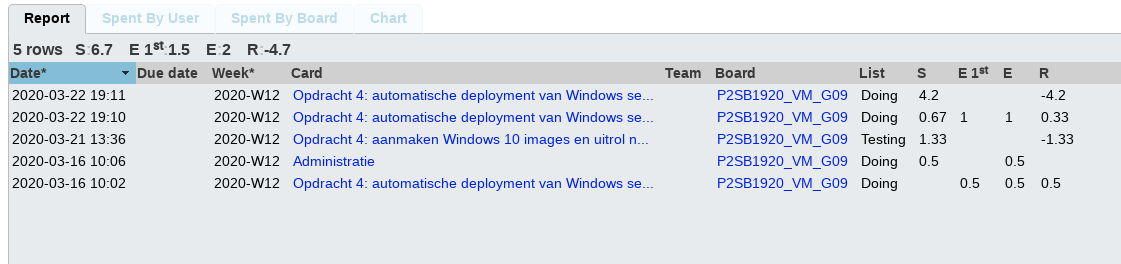 Report Spent By User Spent By Board Chart
5 rows S:6.7 E 1st:1.5 E:2 R:-4.7
Date* Due date Week* Card Team Board List S E 1st E R
2020-03-22 19:11 2020-W12 Opdracht 4: automatische deployment van Windows se... P2SB1920_VM_G09 Doing 4.2 -4.2
2020-03-22 19:10 2020-W12 Opdracht 4: automatische deployment van Windows se... P2SB1920_VM_G09 Doing 0.67 1 1 0.33
2020-03-21 13:36 2020-W12 Opdracht 4: aanmaken Windows 10 images en uitrol n... P2SB1920_VM_G09 Testing 1.33 -1.33
2020-03-16 10:06 2020-W12 Administratie P2SB1920_VM_G09 Doing 0.5 0.5
2020-03-16 10:02 2020-W12 Opdracht 4: automatische deployment van Windows se... P2SB1920_VM_G09 Doing 0.5 0.5 0.5